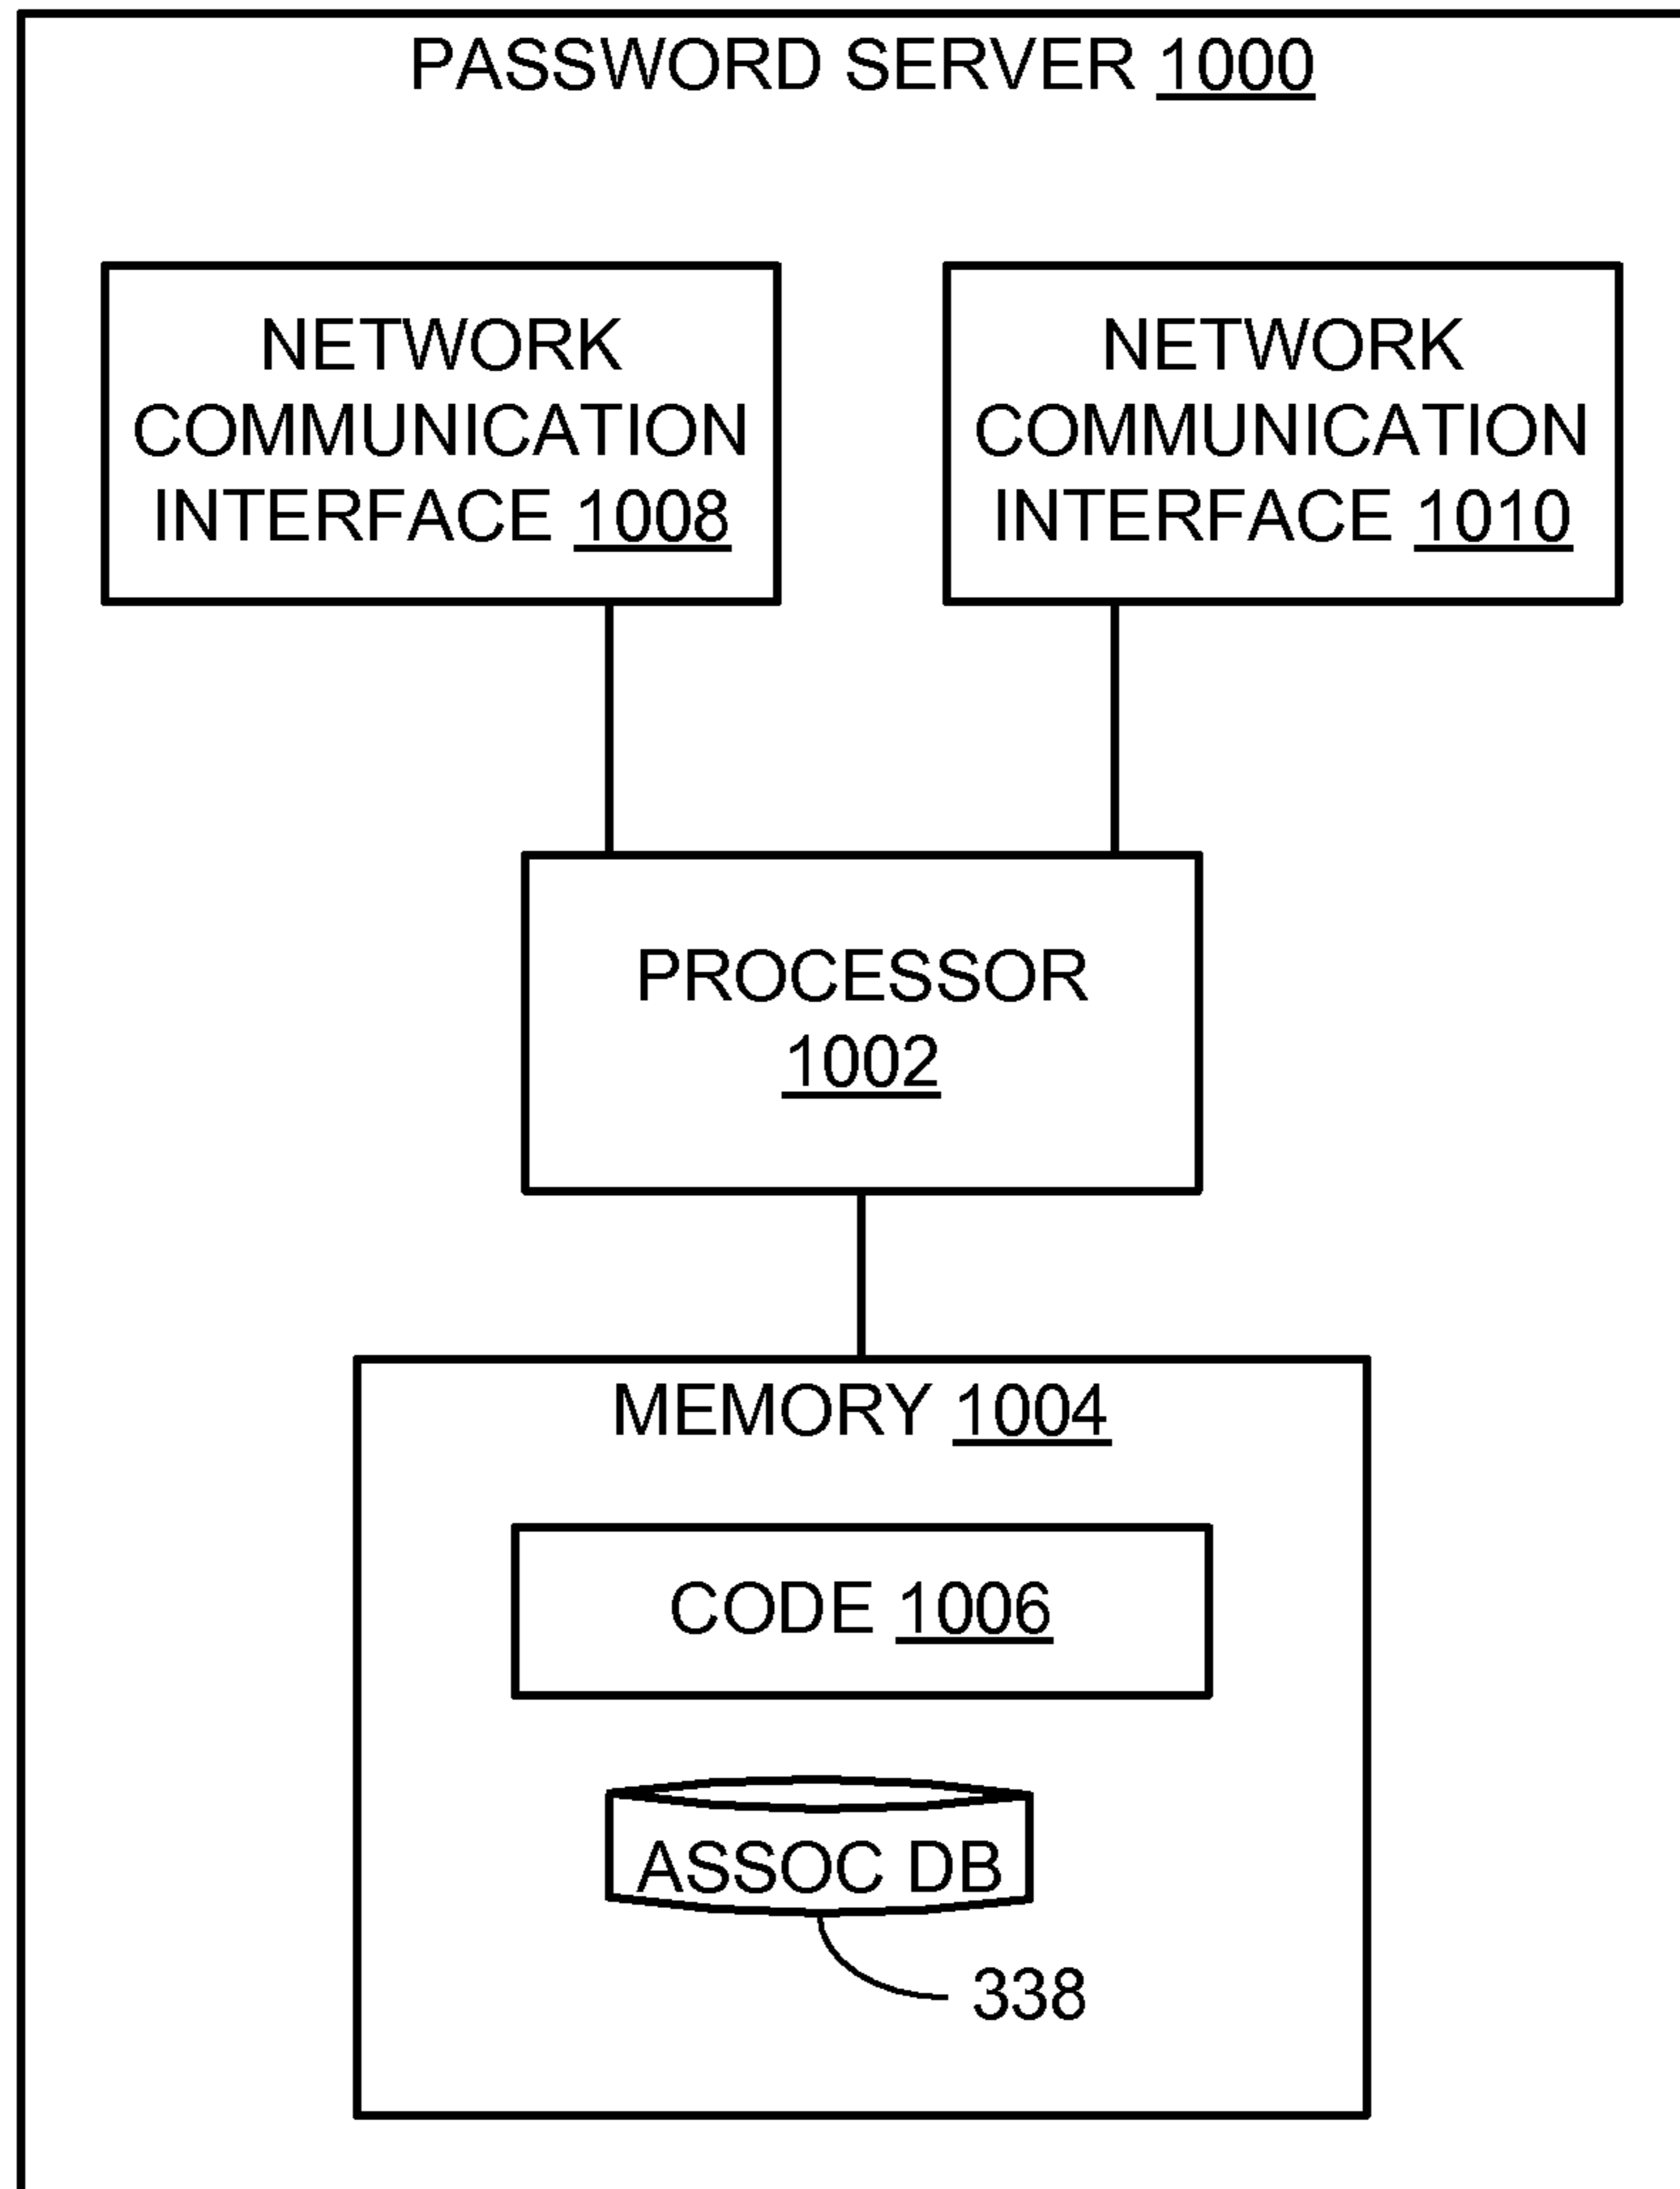 PASSWORD SERVER 1000
NETWORK
COMMUNICATION
INTERFACE 1008
NETWORK
COMMUNICATION
INTERFACE 1010
PROCESSOR
1002
MEMORY 1004
CODE 1006
ASSOC DB
338